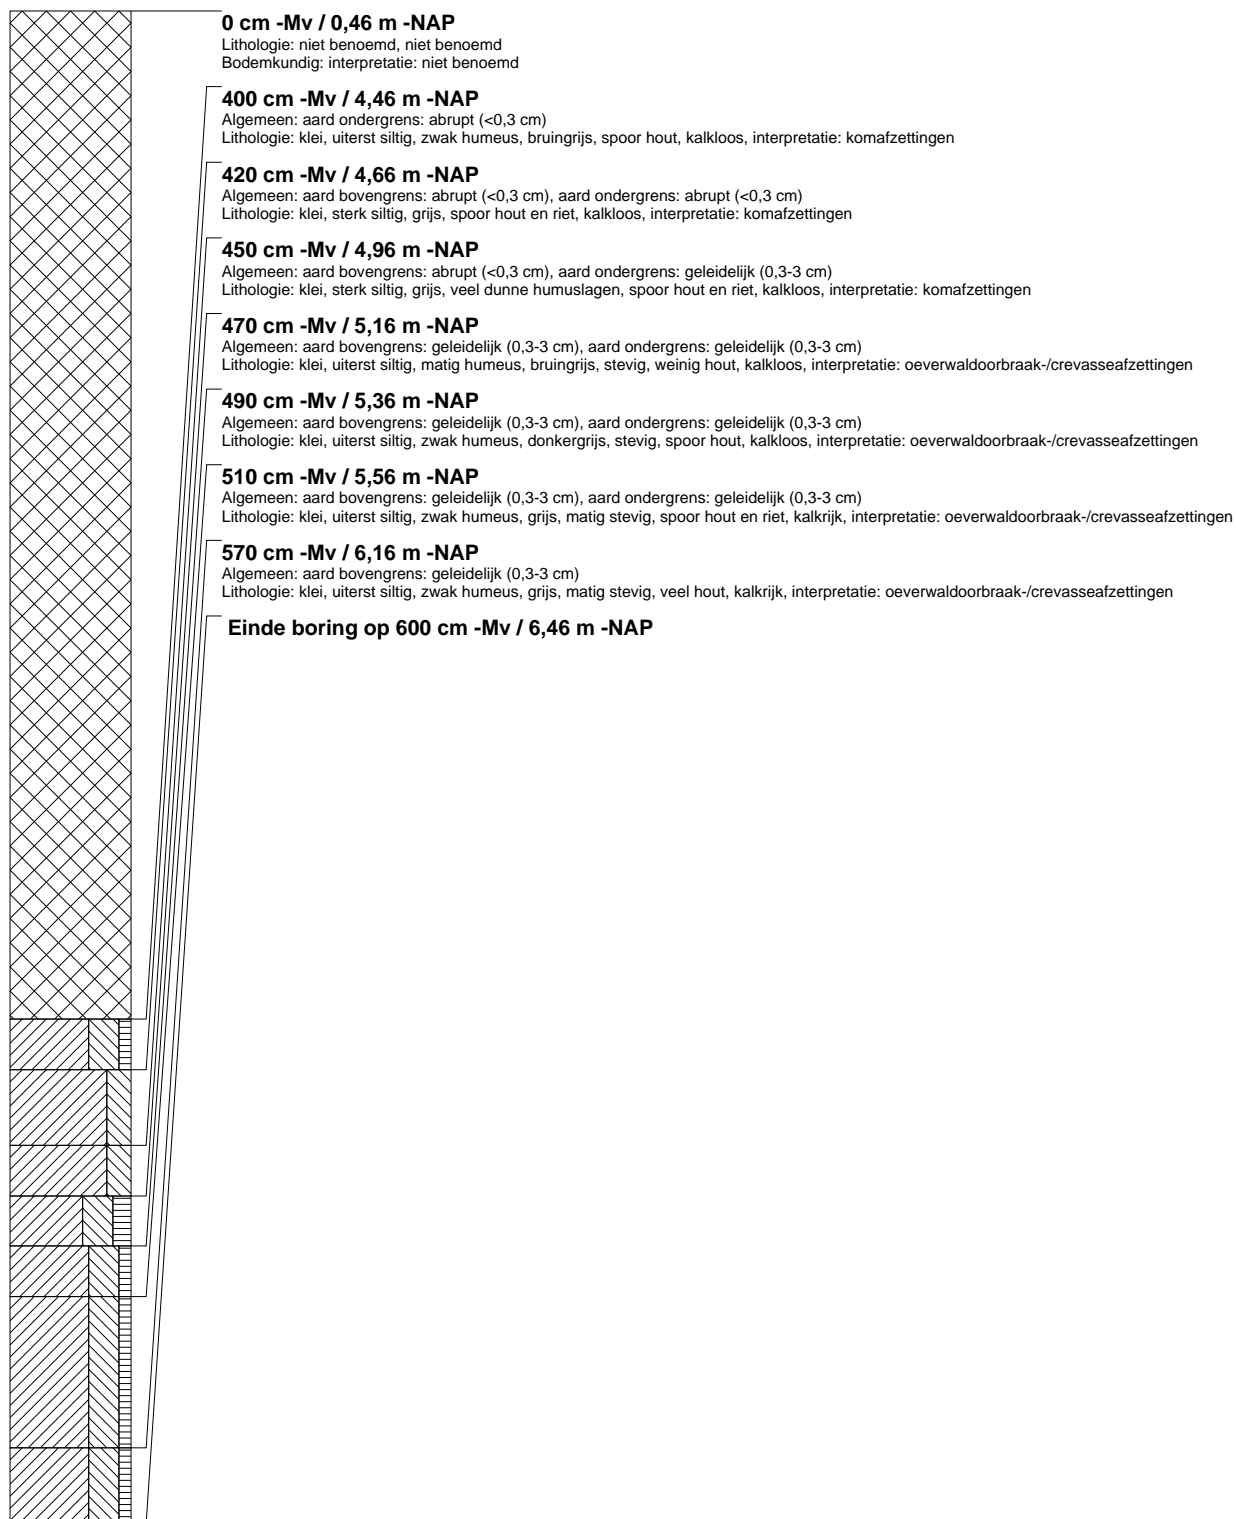 0 cm -Mv / 0,46 m -NAP
Lithologie: niet benoemd, niet benoemd
Bodemkundig: interpretatie: niet benoemd
400 cm -Mv / 4,46 m -NAP
Algemeen: aard ondergrens: abrupt (<0,3 cm)
Lithologie: klei, uiterst siltig, zwak humeus, bruingrijs, spoor hout, kalkloos, interpretatie: komafzettingen
420 cm -Mv / 4,66 m -NAP
Algemeen: aard bovengrens: abrupt (<0,3 cm), aard ondergrens: abrupt (<0,3 cm)
Lithologie: klei, sterk siltig, grijs, spoor hout en riet, kalkloos, interpretatie: komafzettingen
450 cm -Mv / 4,96 m -NAP
Algemeen: aard bovengrens: abrupt (<0,3 cm), aard ondergrens: geleidelijk (0,3-3 cm)
Lithologie: klei, sterk siltig, grijs, veel dunne humuslagen, spoor hout en riet, kalkloos, interpretatie: komafzettingen
470 cm -Mv / 5,16 m -NAP
Algemeen: aard bovengrens: geleidelijk (0,3-3 cm), aard ondergrens: geleidelijk (0,3-3 cm)
Lithologie: klei, uiterst siltig, matig humeus, bruingrijs, stevig, weinig hout, kalkloos, interpretatie: oeverwaldoorbraak-/crevasseafzettingen
490 cm -Mv / 5,36 m -NAP
Algemeen: aard bovengrens: geleidelijk (0,3-3 cm), aard ondergrens: geleidelijk (0,3-3 cm)
Lithologie: klei, uiterst siltig, zwak humeus, donkergrijs, stevig, spoor hout, kalkloos, interpretatie: oeverwaldoorbraak-/crevasseafzettingen
510 cm -Mv / 5,56 m -NAP
Algemeen: aard bovengrens: geleidelijk (0,3-3 cm), aard ondergrens: geleidelijk (0,3-3 cm)
Lithologie: klei, uiterst siltig, zwak humeus, grijs, matig stevig, spoor hout en riet, kalkrijk, interpretatie: oeverwaldoorbraak-/crevasseafzettingen
570 cm -Mv / 6,16 m -NAP
Algemeen: aard bovengrens: geleidelijk (0,3-3 cm)
Lithologie: klei, uiterst siltig, zwak humeus, grijs, matig stevig, veel hout, kalkrijk, interpretatie: oeverwaldoorbraak-/crevasseafzettingen
Einde boring op 600 cm -Mv / 6,46 m -NAP